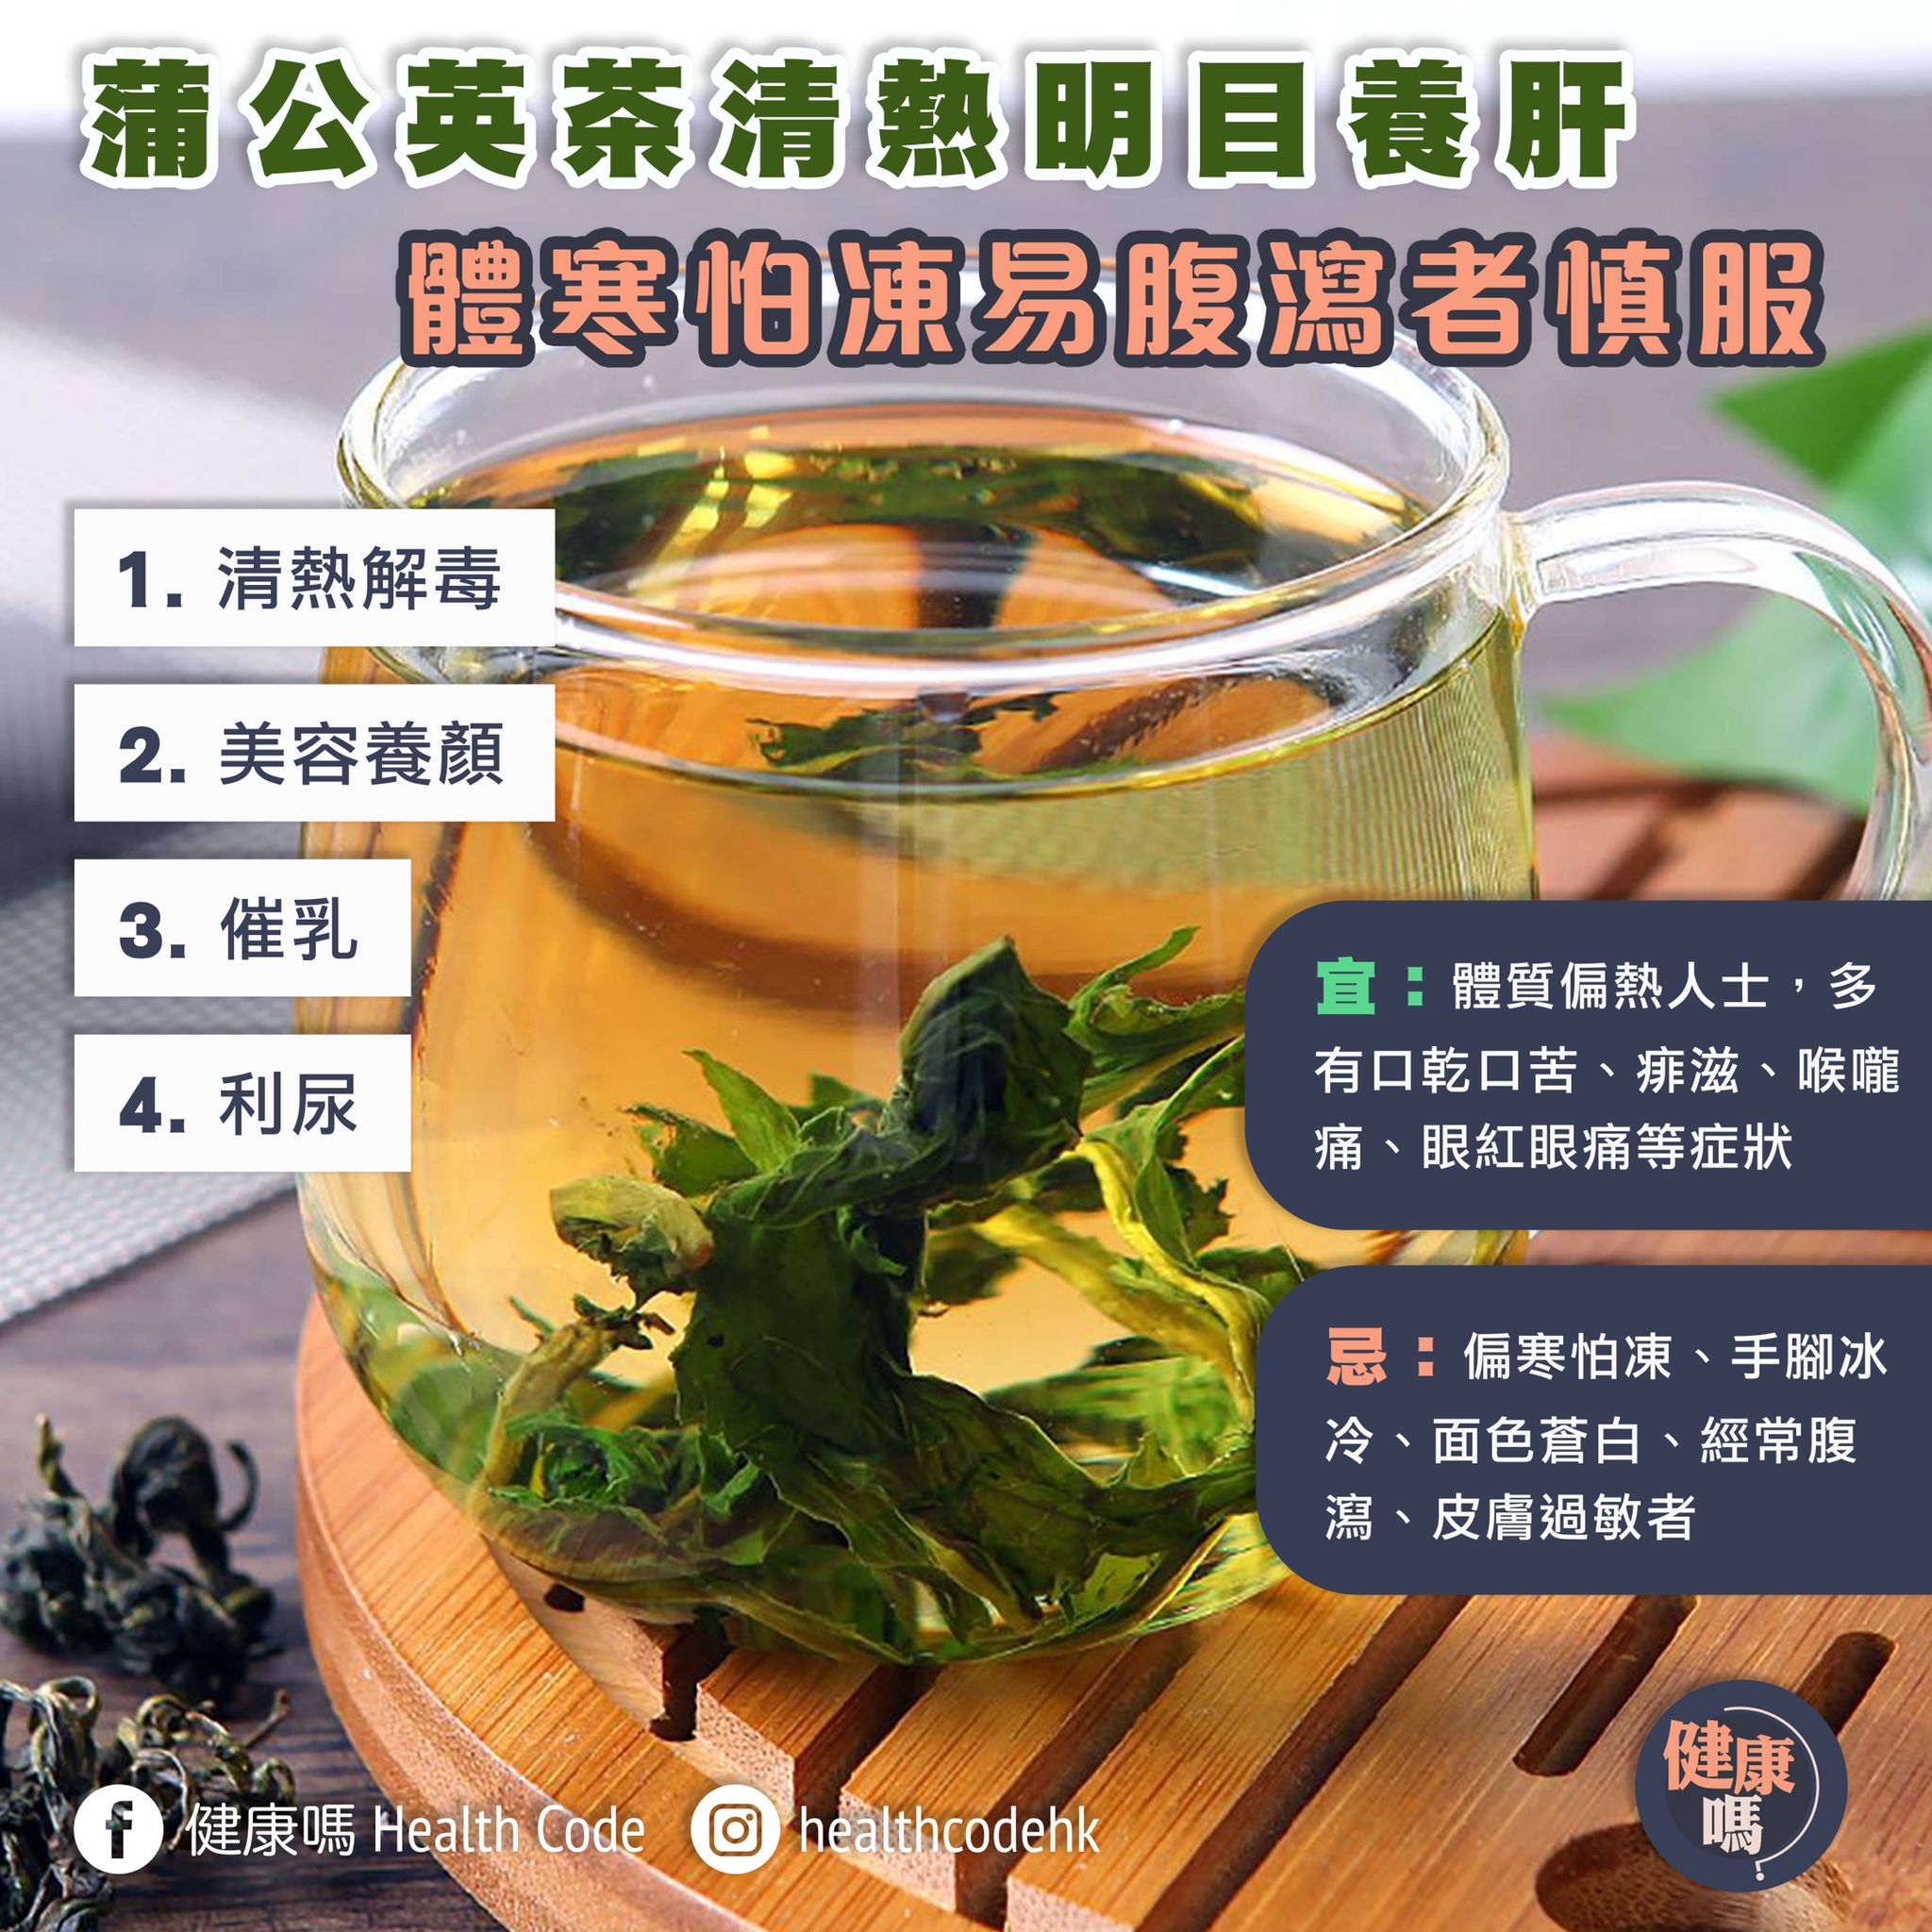 蒲公英茶清熱明目養肝
體寒怕凍易腹瀉者慎服
1. 清熱解毒
2. 美容養顏
3. 催乳
4. 利尿
宜：體質偏熱人士，多
有口乾口苦、痱滋、喉嚨
痛、眼紅眼痛等症狀
忌：偏寒怕凍、手腳冰
冷、面色蒼白、經常腹
瀉、皮膚過敏者
健康嗎 Health Code
healthcodehk
健康
嗎?